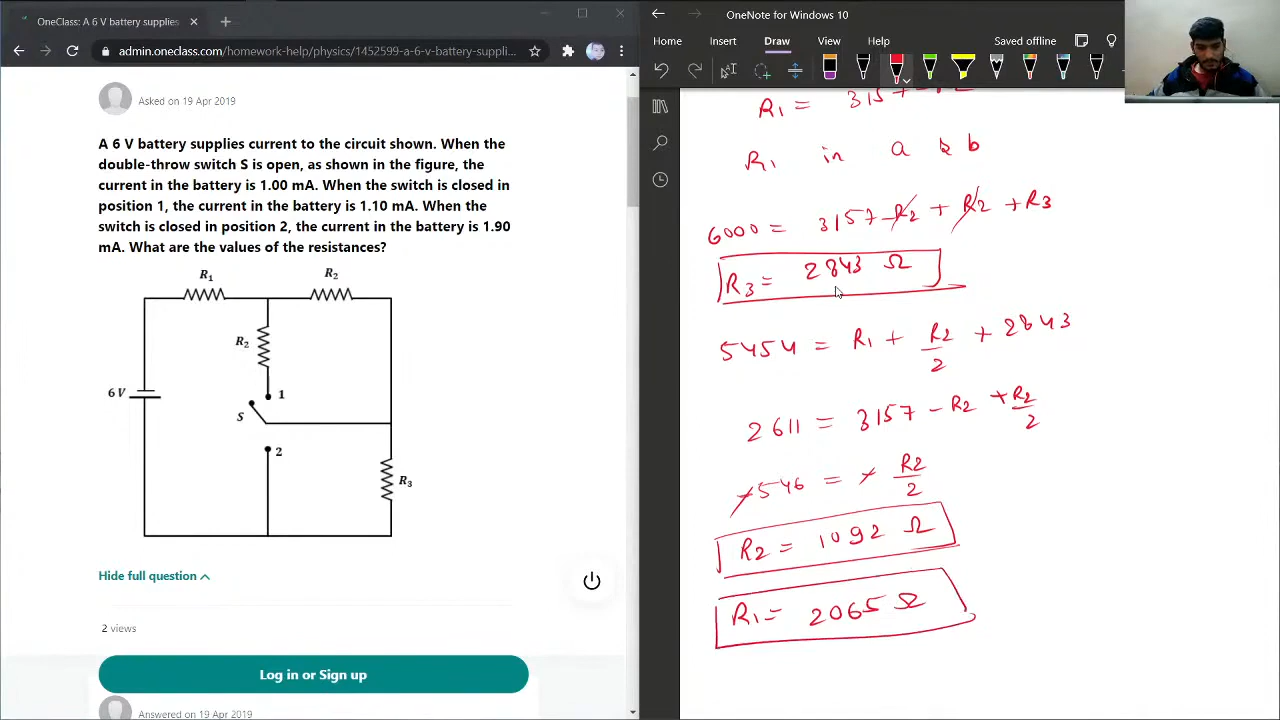 OneClass: A 6 V battery supplies
admin.oneclass.com/homework-help/physics/1452599-a-6-v-battery-suppli...
Asked on 19 Apr 2019
A 6 V battery supplies current to the circuit shown. When the
double-throw switch S is open, as shown in the figure, the
current in the battery is 1.00 mA. When the switch is closed in
position 1, the current in the battery is 1.10 mA. When the
switch is closed in position 2, the current in the battery is 1.90
mA. What are the values of the resistances?
R1
R2
R2
6 V
1
S
2
R3
Hide full question
2 views
Log in or Sign up
Answered on 19 Apr 2019
OneNote for Windows 10
Home Insert Draw View Help Saved offline
R1 =
R1 in a & b
6000 = 3157 - R2 + R2 + R3
R3 = 2843 Ω
5454 = R1 + R2/2 + 2843
2611 = 3157 - R2 + R2/2
-546 = - R2/2
R2 = 1092 Ω
R1 = 2065 Ω